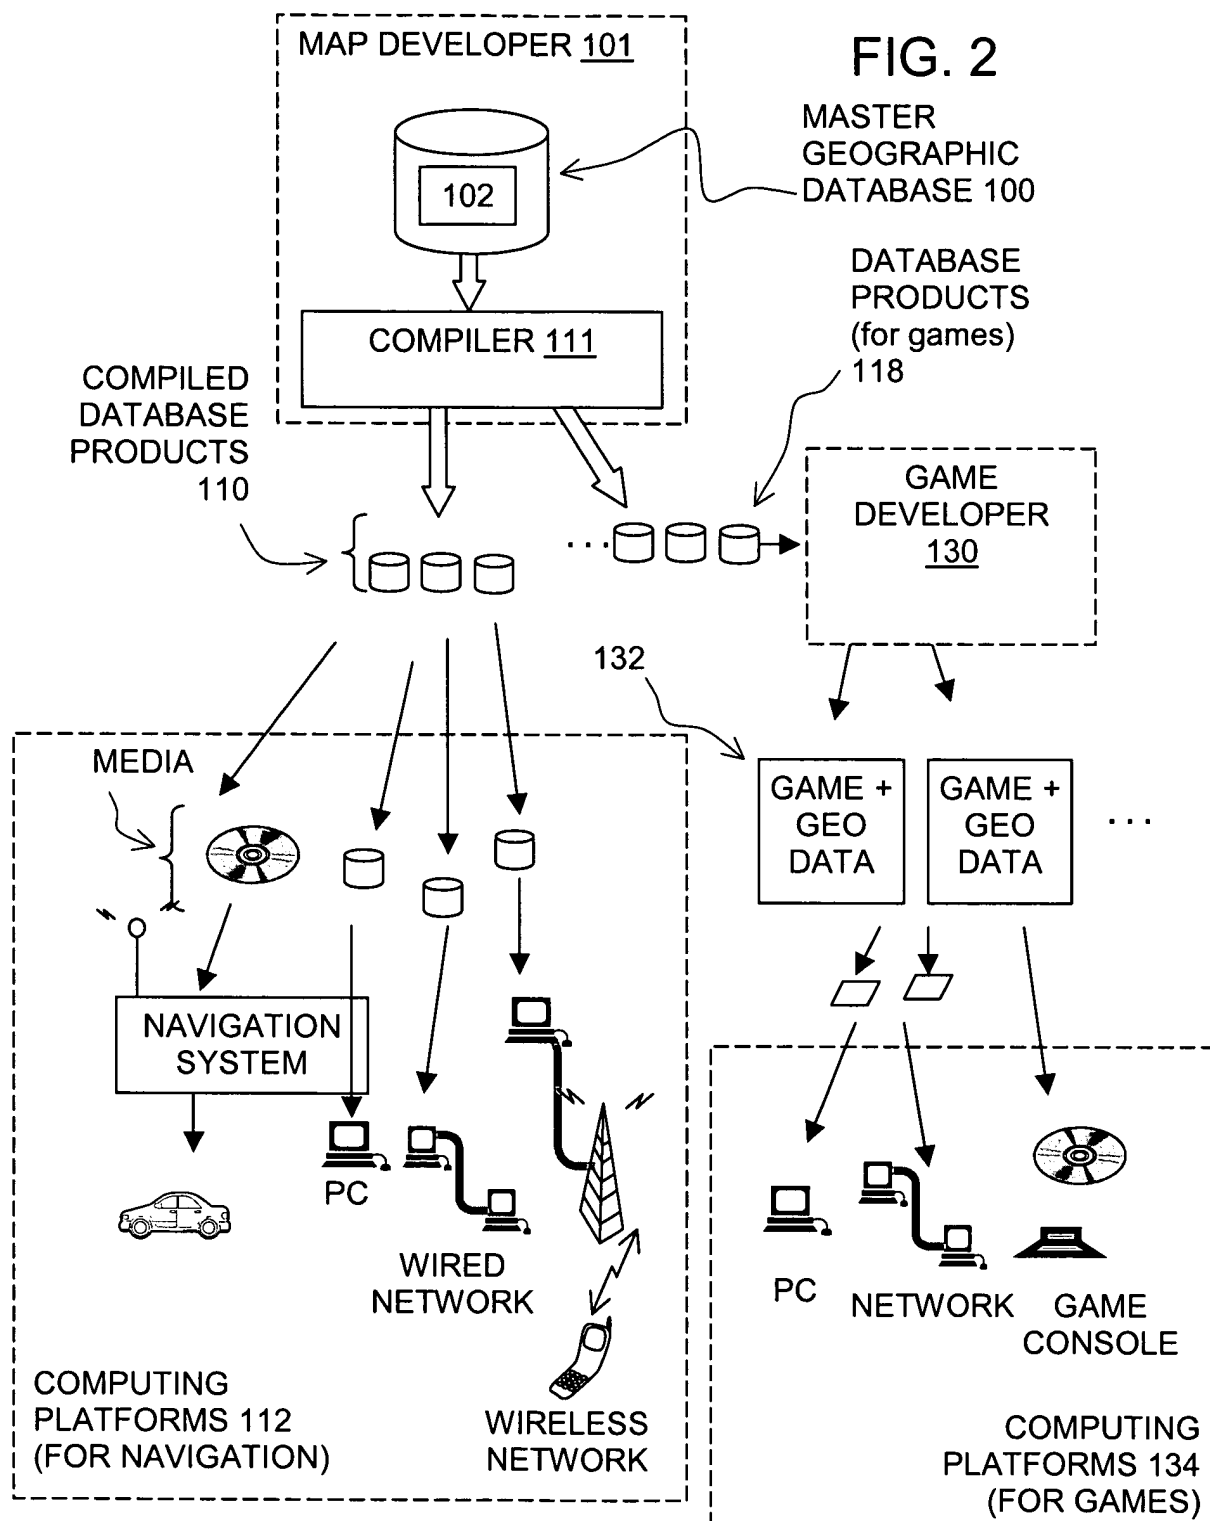 MAP DEVELOPER 101
FIG. 2
MASTER
GEOGRAPHIC
DATABASE 100
102
DATABASE
PRODUCTS
(for games)
118
COMPILER 111
COMPILED
DATABASE
PRODUCTS
110
GAME
DEVELOPER
130
...
132
MEDIA
GAME +
GEO
DATA
GAME +
GEO
DATA
...
NAVIGATION
SYSTEM
PC
WIRED
NETWORK
WIRELESS
NETWORK
COMPUTING
PLATFORMS 112
(FOR NAVIGATION)
PC
NETWORK
GAME
CONSOLE
COMPUTING
PLATFORMS 134
(FOR GAMES)